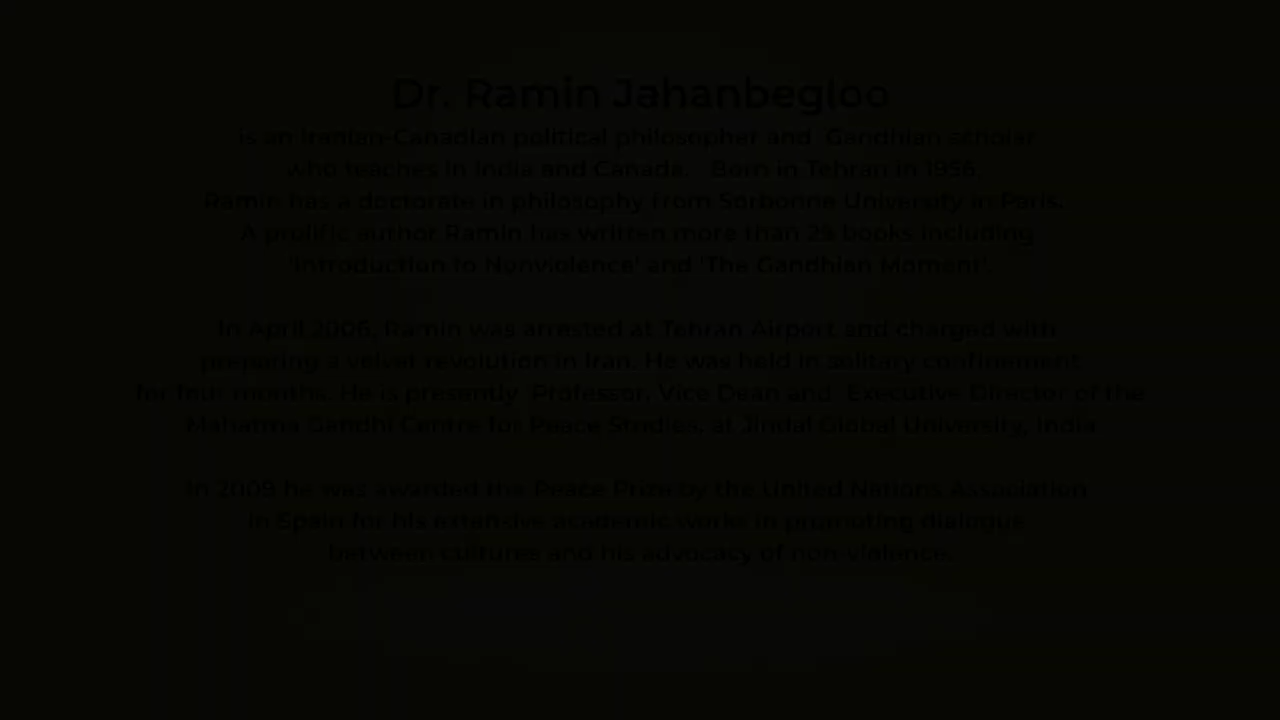 Dr. Ramin Jahanbegloo
is an Iranian-Canadian political philosopher and Gandhian scholar
who teaches in India and Canada. Born in Tehran in 1956
Ramin has a doctorate in philosophy from Sorbonne University in Paris.
A prolific author Ramin has written more than 28 books including
'Introduction to Nonviolence' and 'The Gandhian Moment'.
In April 2006, Ramin was arrested at Tehran Airport and charged with
preparing a velvet revolution in Iran. He was held in solitary confinement
for four months. He is presently Professor, Vice Dean and Executive Director of the
Mahatma Gandhi Centre for Peace Studies, at Jindal Global University, India
In 2009 he was awarded the Peace Prize by the United Nations Association
in Spain for his extensive academic works in promoting dialogue
between cultures and his advocacy of non-violence.